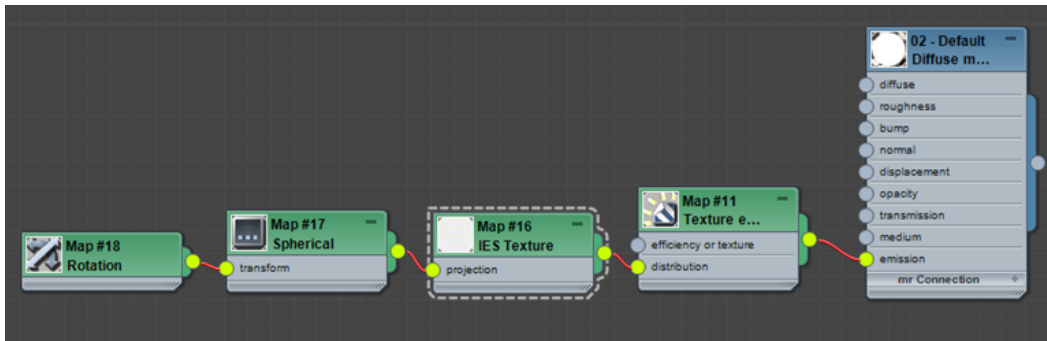 02 - Default
Diffuse m...
diffuse
roughness
bump
normal
displacement
opacity
transmission
medium
emission
mr Connection
Map #11
Texture e...
efficiency or texture
distribution
Map #16
IES Texture
projection
Map #17
Spherical
transform
Map #18
Rotation